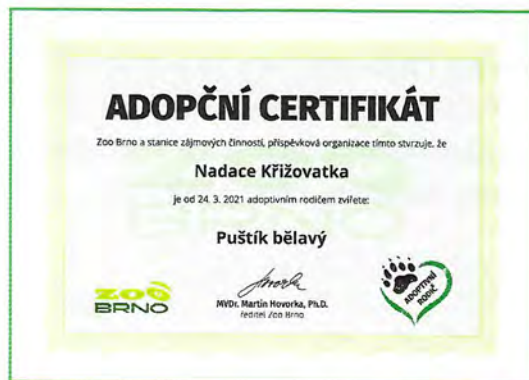 ADOPČNÍ CERTIFIKÁT
Zoo Brno a stanice zájmových činností, příspěvková organizace tímto stvrzuje, že
Nadace Křižovatka
je od 24. 3. 2021 adoptivním rodičem zvířete:
Puštík bělavý
ZOO
BRNO
MVDr. Martin Hovorka, Ph.D.
ředitel Zoo Brno
ADOPTIVNÍ
RODIČ